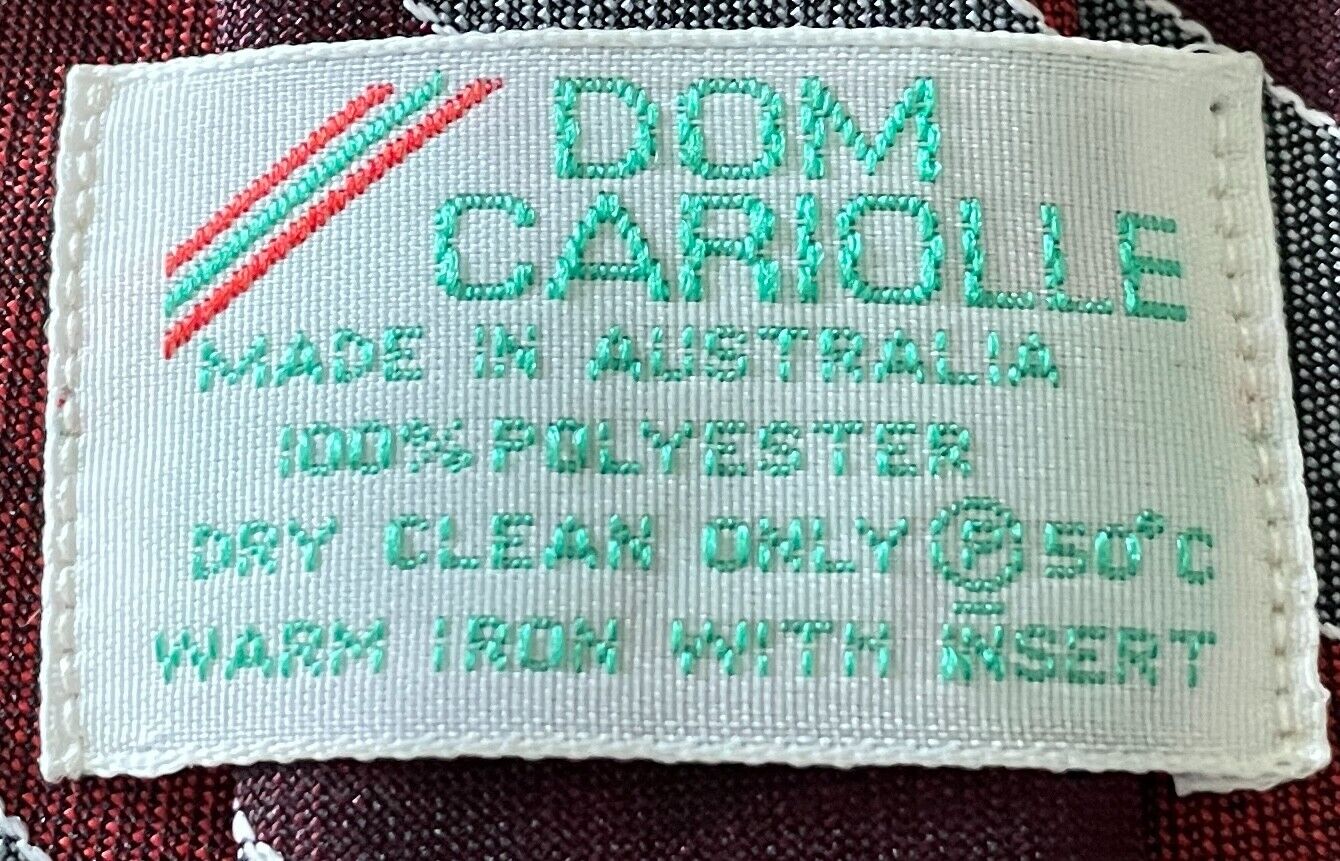 DOM
CARIOLLE
MADE IN AUSTRALIA
100% POLYESTER
DRY CLEAN ONLY Ⓟ 50°C
WARM IRON WITH INSERT